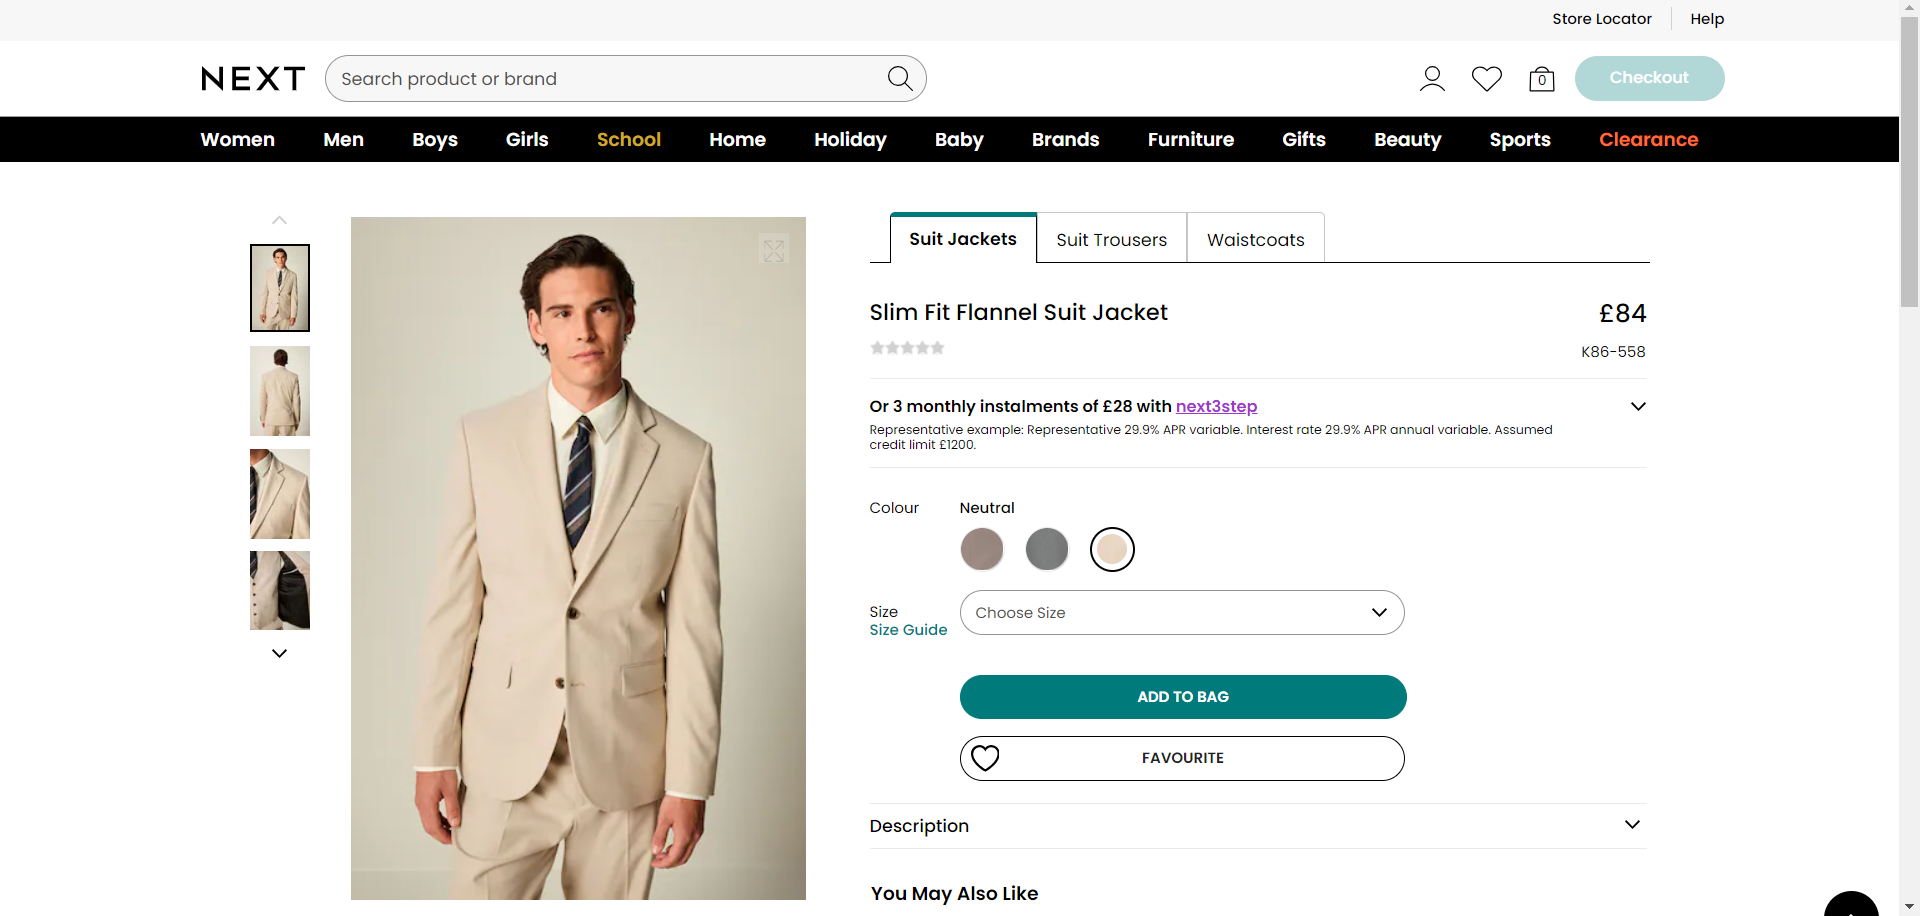 Store Locator
Help
NEXT
Search product or brand
0
Checkout
Women
Men
Boys
Girls
School
Home
Holiday
Baby
Brands
Furniture
Gifts
Beauty
Sports
Clearance
Suit Jackets
Suit Trousers
Waistcoats
Slim Fit Flannel Suit Jacket
£84
K86-558
Or 3 monthly instalments of £28 with next3step
Representative example: Representative 29.9% APR variable. Interest rate 29.9% APR annual variable. Assumed
credit limit £1200.
Colour
Neutral
Size
Size Guide
Choose Size
ADD TO BAG
FAVOURITE
Description
You May Also Like